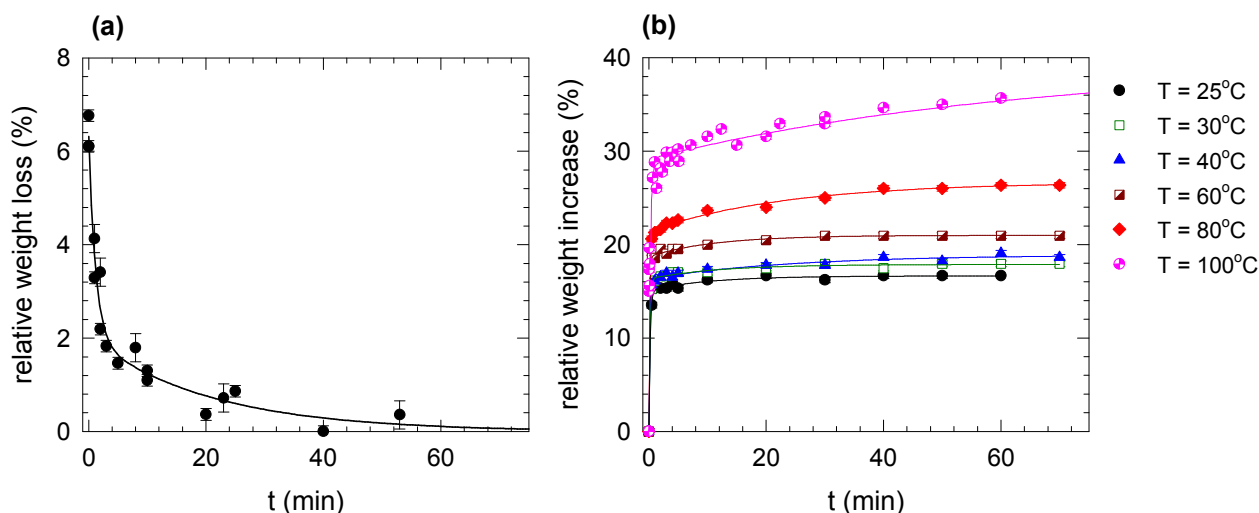 (a)
(b)
relative weight loss (%)
8
6
4
2
0
0 20 40 60
t (min)
relative weight increase (%)
40
30
20
10
0
0 20 40 60
t (min)
T = 25°C
T = 30°C
T = 40°C
T = 60°C
T = 80°C
T = 100°C